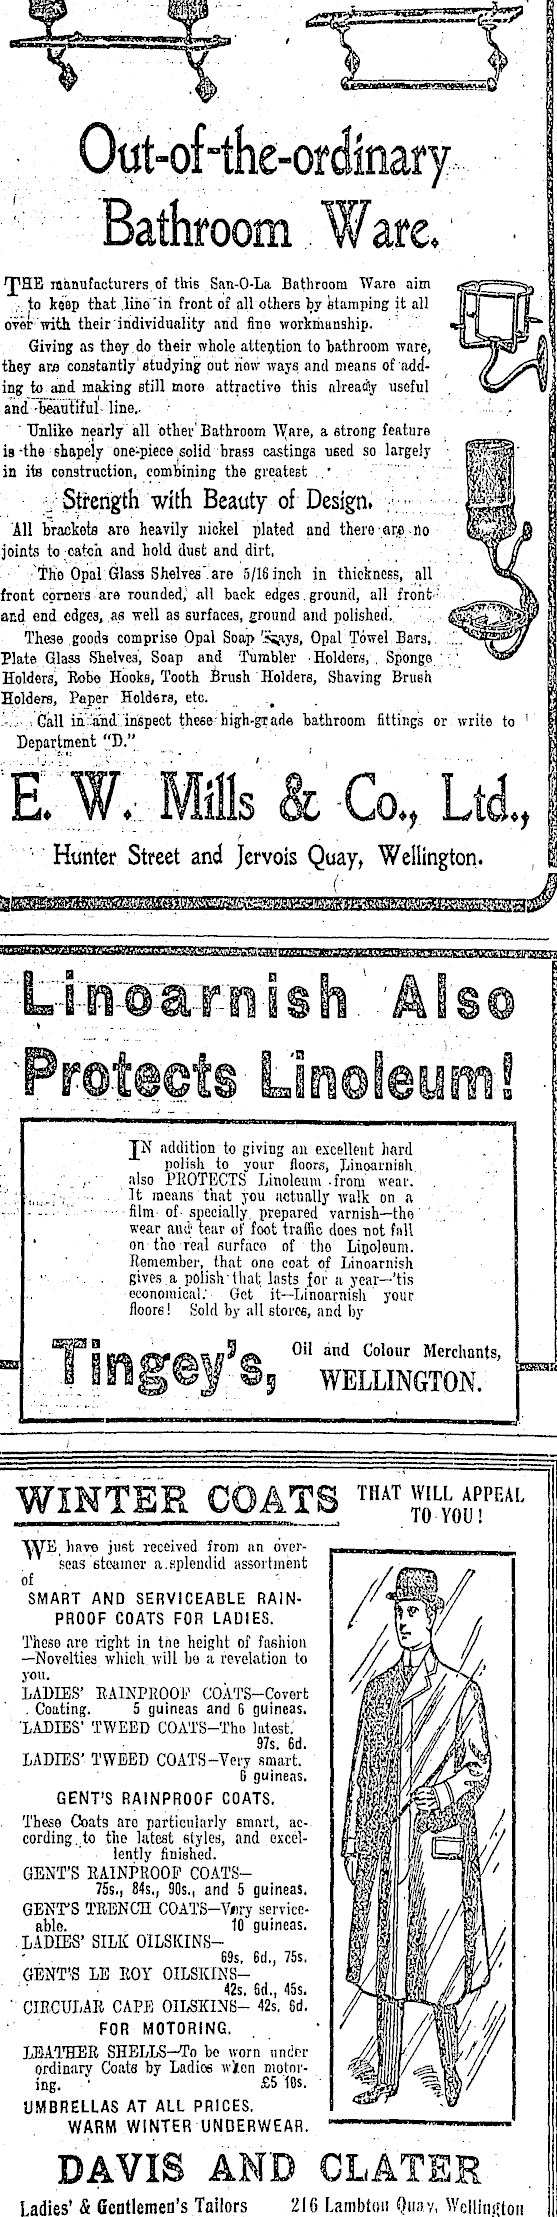 Out-of-the-ordinary
Bathroom Ware.
THE manufacturers of this San-O-La Bathroom Ware aim
to keep that line in front of all others by stamping it all
over with their individuality and fine workmanship.
Giving as they do their whole attention to bathroom ware,
they are constantly studying out new ways and means of add-
ing to and making still more attractive this already useful
and beautiful line.
Unlike nearly all other Bathroom Ware, a strong feature
is the shapely one-piece solid brass castings used so largely
in its construction, combining the greatest
Strength with Beauty of Design.
All brackets are heavily nickel plated and there are no
joints to catch and hold dust and dirt.
The Opal Glass Shelves are 5/16 inch in thickness, all
front corners are rounded, all back edges ground, all front
and end edges, as well as surfaces, ground and polished.
These goods comprise Opal Soap Trays, Opal Towel Bars,
Plate Glass Shelves, Soap and Tumbler Holders, Sponge
Holders, Robe Hooks, Tooth Brush Holders, Shaving Brush
Holders, Paper Holders, etc.
Call in and inspect these high-grade bathroom fittings or write to
Department "D."
E. W. Mills & Co., Ltd.,
Hunter Street and Jervois Quay, Wellington.
Linoarnish Also
Protects Linoleum!
IN addition to giving an excellent hard
polish to your floors, Linoarnish
also PROTECTS Linoleum from wear.
It means that you actually walk on a
film of specially prepared varnish—the
wear and tear of foot traffic does not fall
on the real surface of the Linoleum.
Remember, that one coat of Linoarnish
gives a polish that lasts for a year—'tis
economical. Get it—Linoarnish your
floors! Sold by all stores, and by
Tingey's, Oil and Colour Merchants,
WELLINGTON.
WINTER COATS THAT WILL APPEAL
TO YOU!
WE have just received from an over-
seas steamer a splendid assortment
of
SMART AND SERVICEABLE RAIN-
PROOF COATS FOR LADIES.
These are right in the height of fashion
—Novelties which will be a revelation to
you.
LADIES' RAINPROOF COATS—Covert
Coating. 5 guineas and 6 guineas.
LADIES' TWEED COATS—The latest.
97s. 6d.
LADIES' TWEED COATS—Very smart.
6 guineas.
GENT'S RAINPROOF COATS.
These Coats are particularly smart, ac-
cording to the latest styles, and excel-
lently finished.
GENT'S RAINPROOF COATS—
75s., 84s., 90s., and 5 guineas.
GENT'S TRENCH COATS—Very service-
able. 10 guineas.
LADIES' SILK OILSKINS—
69s. 6d., 75s.
GENT'S LE ROY OILSKINS—
42s. 6d., 45s.
CIRCULAR CAPE OILSKINS— 42s. 6d.
FOR MOTORING.
LEATHER SHELLS—To be worn under
ordinary Coats by Ladies when motor-
ing. £5 10s.
UMBRELLAS AT ALL PRICES.
WARM WINTER UNDERWEAR.
DAVIS AND CLATER
Ladies' & Gentlemen's Tailors 216 Lambton Quay, Wellington